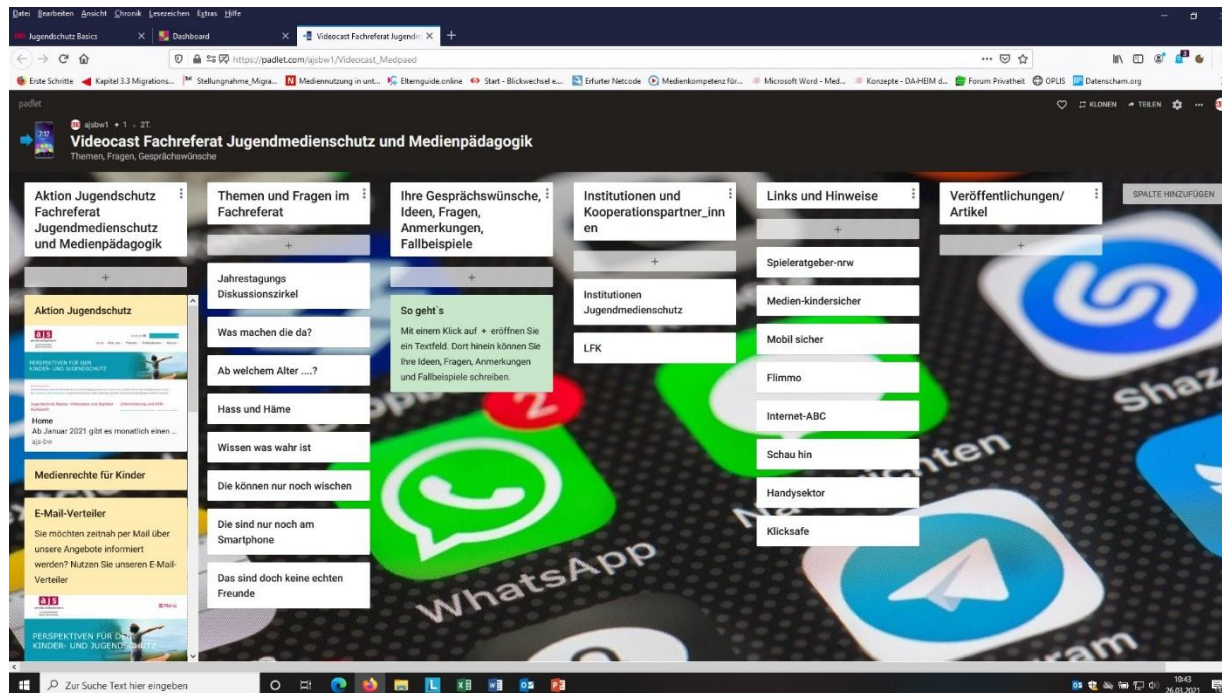 Datei Bearbeiten Ansicht Chronik Lesezeichen Extras Hilfe
Jugendschutz Basics
Dashboard
Videocast Fachreferat Jugendm
https://padlet.com/ajsbw1/Videocast_Medpaed
Erste Schritte
Kapitel 3.3 Migrations...
Stellungnahme_Migra...
Mediennutzung in unt...
Elternguide.online
Start - Blickwechsel e....
Erfurter Netcode
Medienkompetenz für...
Microsoft Word - Med...
Konzepte - DA-HEIM d...
Forum Privatheit
OPLIS
Datenscham.org
padlet
KLONEN
TEILEN
ajsbw1 + 1 · 2T.
Videocast Fachreferat Jugendmedienschutz und Medienpädagogik
Themen, Fragen, Gesprächswünsche
7:17
Aktion Jugendschutz
Fachreferat
Jugendmedienschutz
und Medienpädagogik
+
Aktion Jugendschutz
ajs
PERSPEKTIVEN FÜR DEN
KINDER- UND JUGENDSCHUTZ
Home
Ab Januar 2021 gibt es monatlich einen ...
ajs-bw
Medienrechte für Kinder
E-Mail-Verteiler
Sie möchten zeitnah per Mail über
unsere Angebote informiert
werden? Nutzen Sie unseren E-Mail-
Verteiler
ajs
Menü
PERSPEKTIVEN FÜR DEN
KINDER- UND JUGENDSCHUTZ
Themen und Fragen im
Fachreferat
+
Jahrestagungs
Diskussionszirkel
Was machen die da?
Ab welchem Alter ....?
Hass und Häme
Wissen was wahr ist
Die können nur noch wischen
Die sind nur noch am
Smartphone
Das sind doch keine echten
Freunde
Ihre Gesprächswünsche,
Ideen, Fragen,
Anmerkungen,
Fallbeispiele
+
So geht`s
Mit einem Klick auf + eröffnen Sie
ein Textfeld. Dort hinein können Sie
Ihre Ideen, Fragen, Anmerkungen
und Fallbeispiele schreiben.
Institutionen und
Kooperationspartner_inn
en
+
Institutionen
Jugendmedienschutz
LFK
Links und Hinweise
+
Spieleratgeber-nrw
Medien-kindersicher
Mobil sicher
Flimmo
Internet-ABC
Schau hin
Handysektor
Klicksafe
Veröffentlichungen/
Artikel
+
SPALTE HINZUFÜGEN
2
WhatsApp
Shaz
Zur Suche Text hier eingeben
10:43
26.03.2021